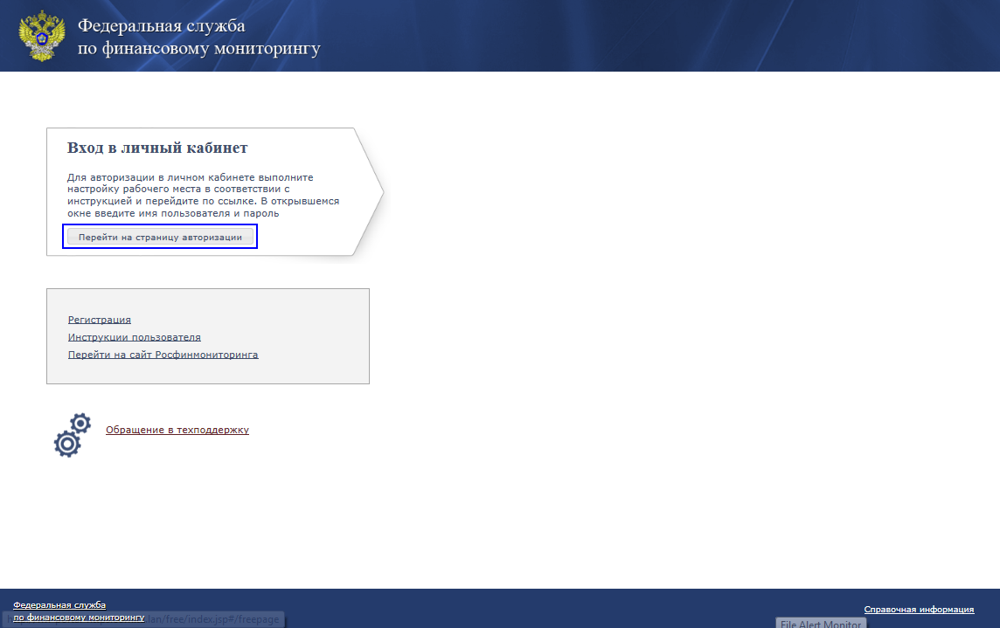 Федеральная служба
по финансовому мониторингу
Вход в личный кабинет
Для авторизации в личном кабинете выполните
настройку рабочего места в соответствии с
инструкцией и перейдите по ссылке. В открывшемся
окне введите имя пользователя и пароль
Перейти на страницу авторизации
Регистрация
Инструкции пользователя
Перейти на сайт Росфинмониторинга
Обращение в техподдержку
Федеральная служба
по финансовому мониторингу
.lan/free/index.jsp#/freepage
Справочная информация
File Alert Monitor